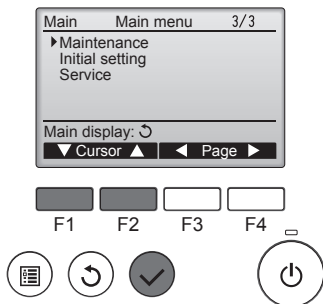 Main Main menu 3/3
Maintenance
Initial setting
Service
Main display:
Cursor Page
F1 F2 F3 F4